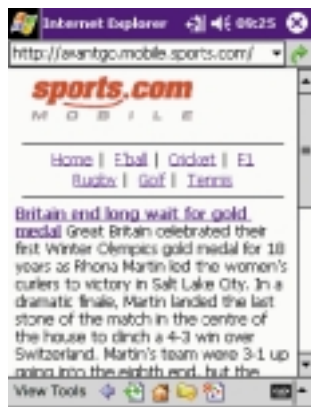 Internet Explorer 09:25
http://avantgo.mobile.sports.com/
sports.com
MOBILE
Home | F.ball | Cricket | F1
Rugby | Golf | Tennis
Britain end long wait for gold
medal Great Britain celebrated their
first Winter Olympics gold medal for 18
years as Rhona Martin led the women's
curlers to victory in Salt Lake City. In a
dramatic finale, Martin landed the last
stone of the match in the centre of
the house to clinch a 4-3 win over
Switzerland. Martin's team were 3-1 up
going into the eighth end, but the
View Tools